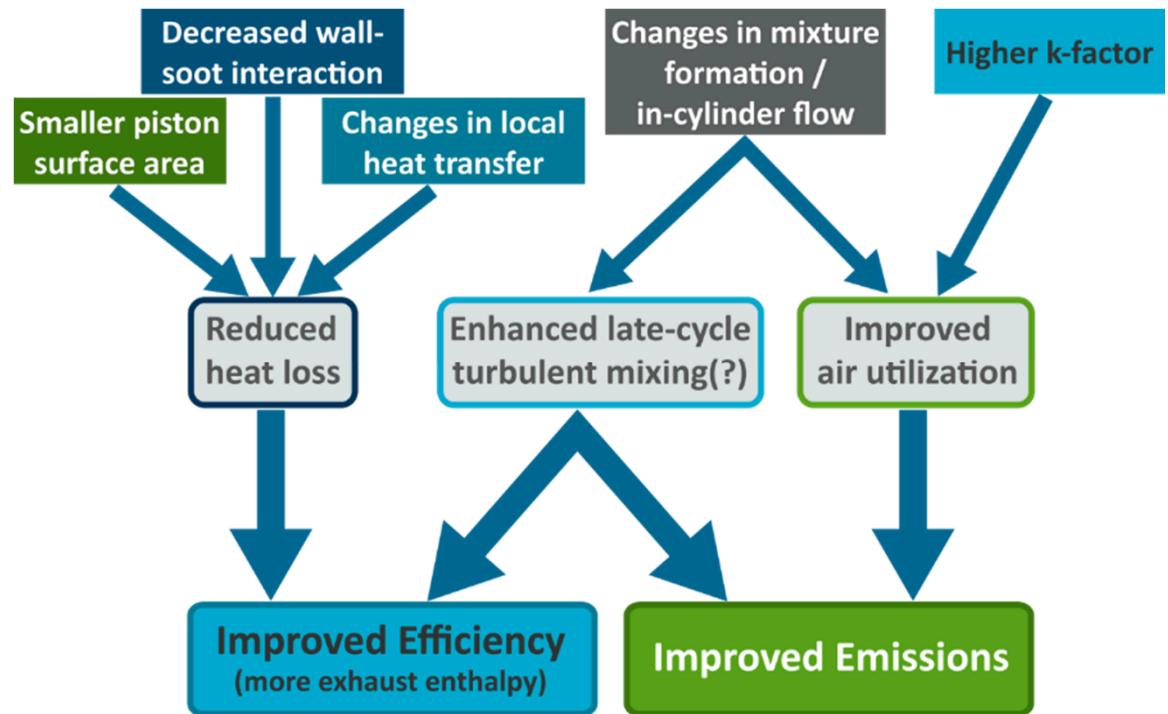 Decreased wall-
soot interaction
Changes in mixture
formation /
in-cylinder flow
Higher k-factor
Smaller piston
surface area
Changes in local
heat transfer
Reduced
heat loss
Enhanced late-cycle
turbulent mixing(?)
Improved
air utilization
Improved Efficiency
(more exhaust enthalpy)
Improved Emissions